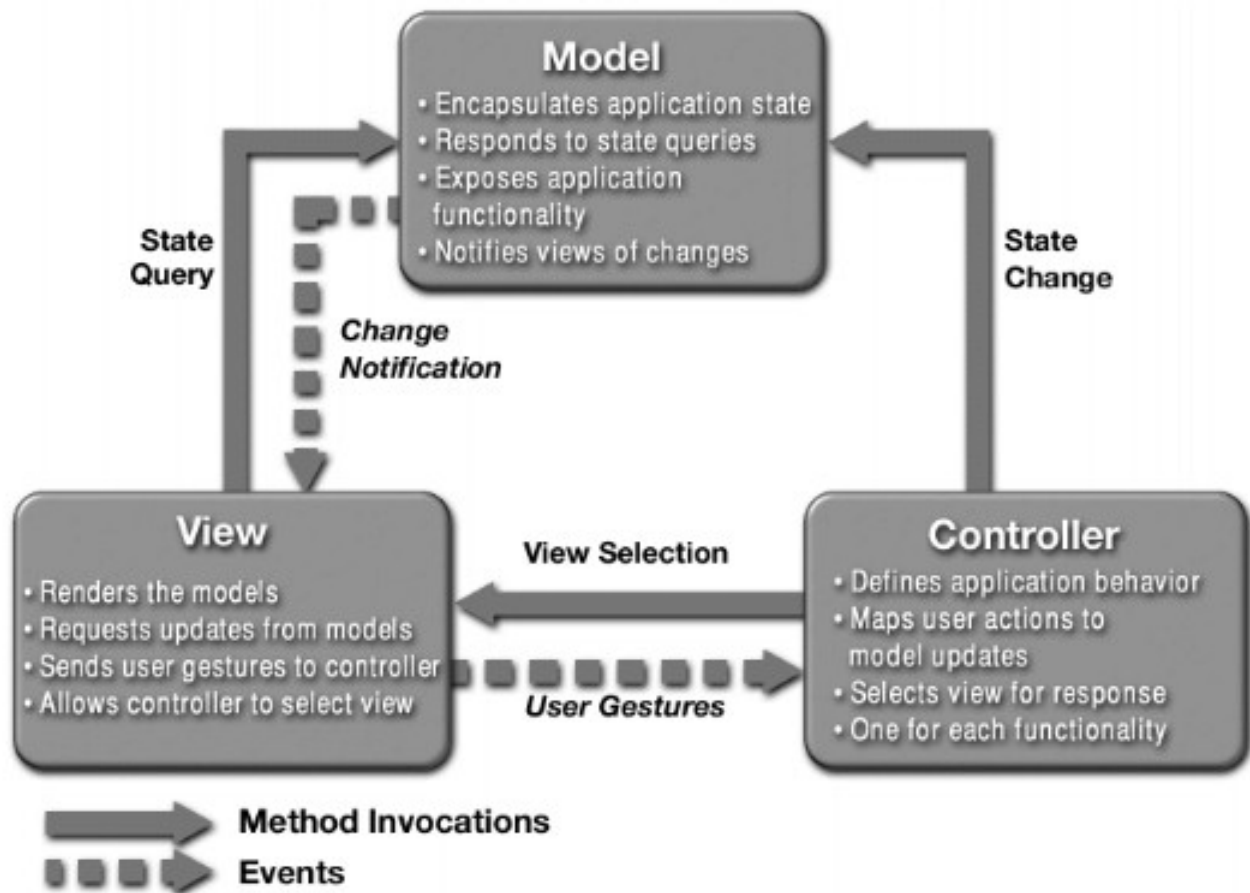 Model
• Encapsulates application state
• Responds to state queries
• Exposes application
functionality
• Notifies views of changes
State
Query
Change
Notification
State
Change
View
• Renders the models
• Requests updates from models
• Sends user gestures to controller
• Allows controller to select view
View Selection
User Gestures
Controller
• Defines application behavior
• Maps user actions to
model updates
• Selects view for response
• One for each functionality
Method Invocations
Events